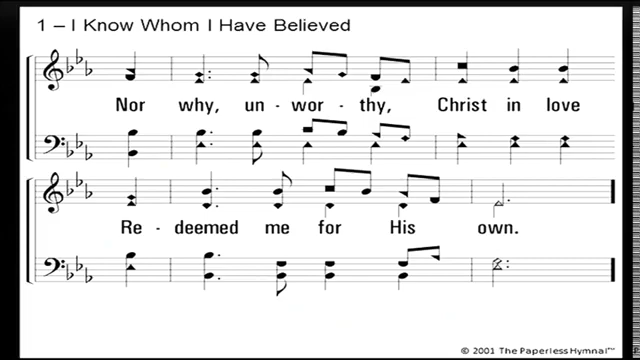 1 – I Know Whom I Have Believed
Nor why, un - wor - thy, Christ in love
Re - deemed me for His own.
© 2001 The Paperless Hymnal™